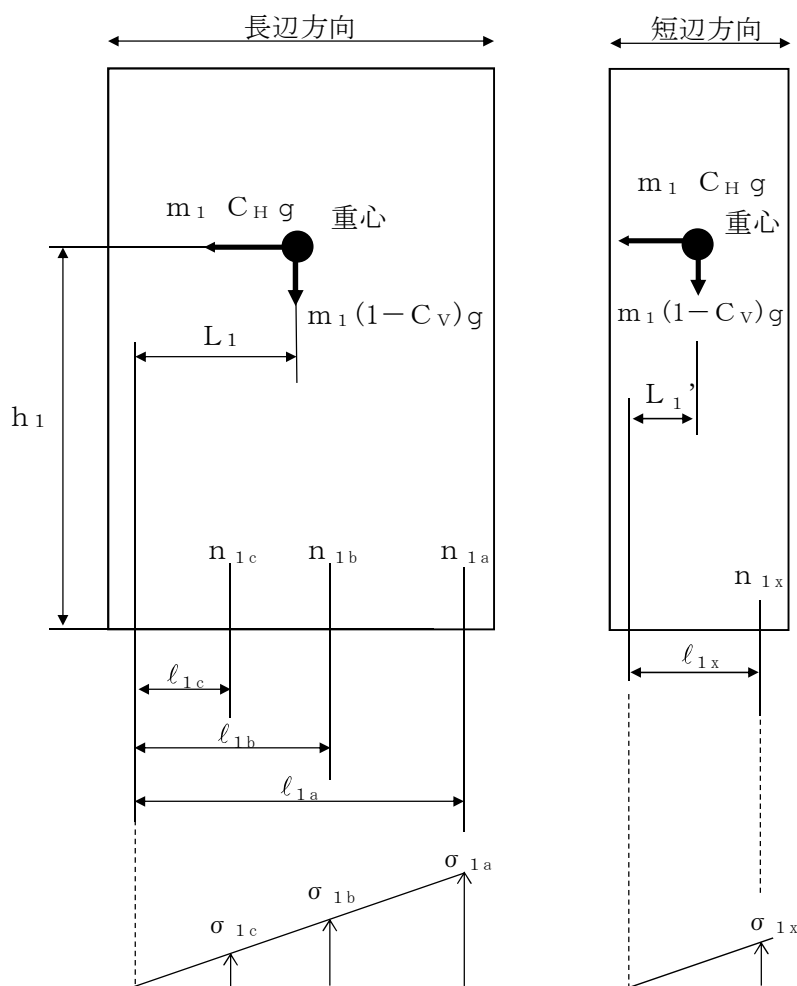 長辺方向
短辺方向
m₁ C_H g
重心
m₁ C_H g
重心
m₁(1-C_V)g
m₁(1-C_V)g
L₁
L₁’
h₁
n₁c
n₁b
n₁a
n₁x
ℓ₁c
ℓ₁x
ℓ₁b
ℓ₁a
σ₁a
σ₁b
σ₁c
σ₁x